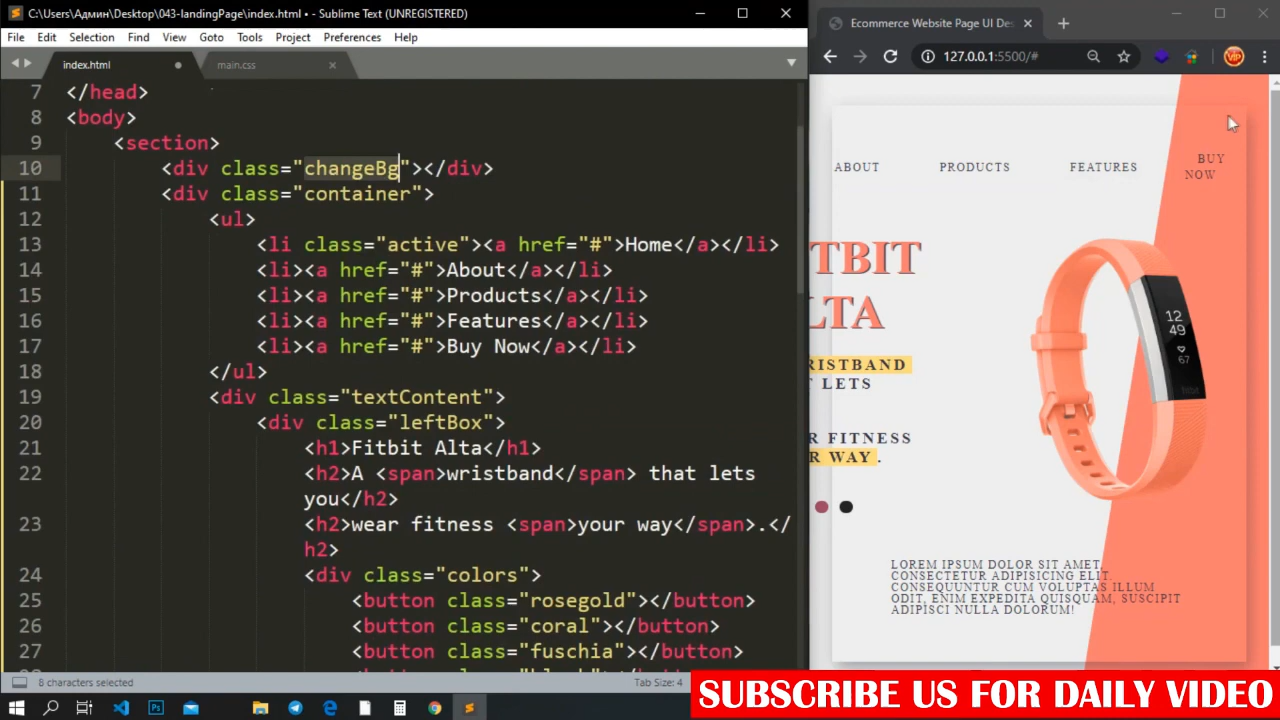 C:\Users\Админ\Desktop\043-landingPage\index.html • - Sublime Text (UNREGISTERED)
File Edit Selection Find View Goto Tools Project Preferences Help
index.html
main.css
7 </head>
8 <body>
9 <section>
10 <div class="changeBg"></div>
11 <div class="container">
12 <ul>
13 <li class="active"><a href="#">Home</a></li>
14 <li><a href="#">About</a></li>
15 <li><a href="#">Products</a></li>
16 <li><a href="#">Features</a></li>
17 <li><a href="#">Buy Now</a></li>
18 </ul>
19 <div class="textContent">
20 <div class="leftBox">
21 <h1>Fitbit Alta</h1>
22 <h2>A <span>wristband</span> that lets
you</h2>
23 <h2>wear fitness <span>your way</span>.</
h2>
24 <div class="colors">
25 <button class="rosegold"></button>
26 <button class="coral"></button>
27 <button class="fuschia"></button>
8 characters selected
Tab Size: 4
Ecommerce Website Page UI De
127.0.0.1:5500/#
VIP
ABOUT
PRODUCTS
FEATURES
BUY
NOW
TBIT
LTA
RISTBAND
T LETS
R FITNESS
R WAY.
12
49
67
LOREM IPSUM DOLOR SIT AMET,
CONSECTETUR ADIPISICING ELIT.
CONSEQUUNTUR CUM VOLUPTAS ILLUM
ODIT, ENIM EXPEDITA QUISQUAM, SUSCIPIT
ADIPISCI NULLA DOLORUM!
SUBSCRIBE US FOR DAILY VIDEO